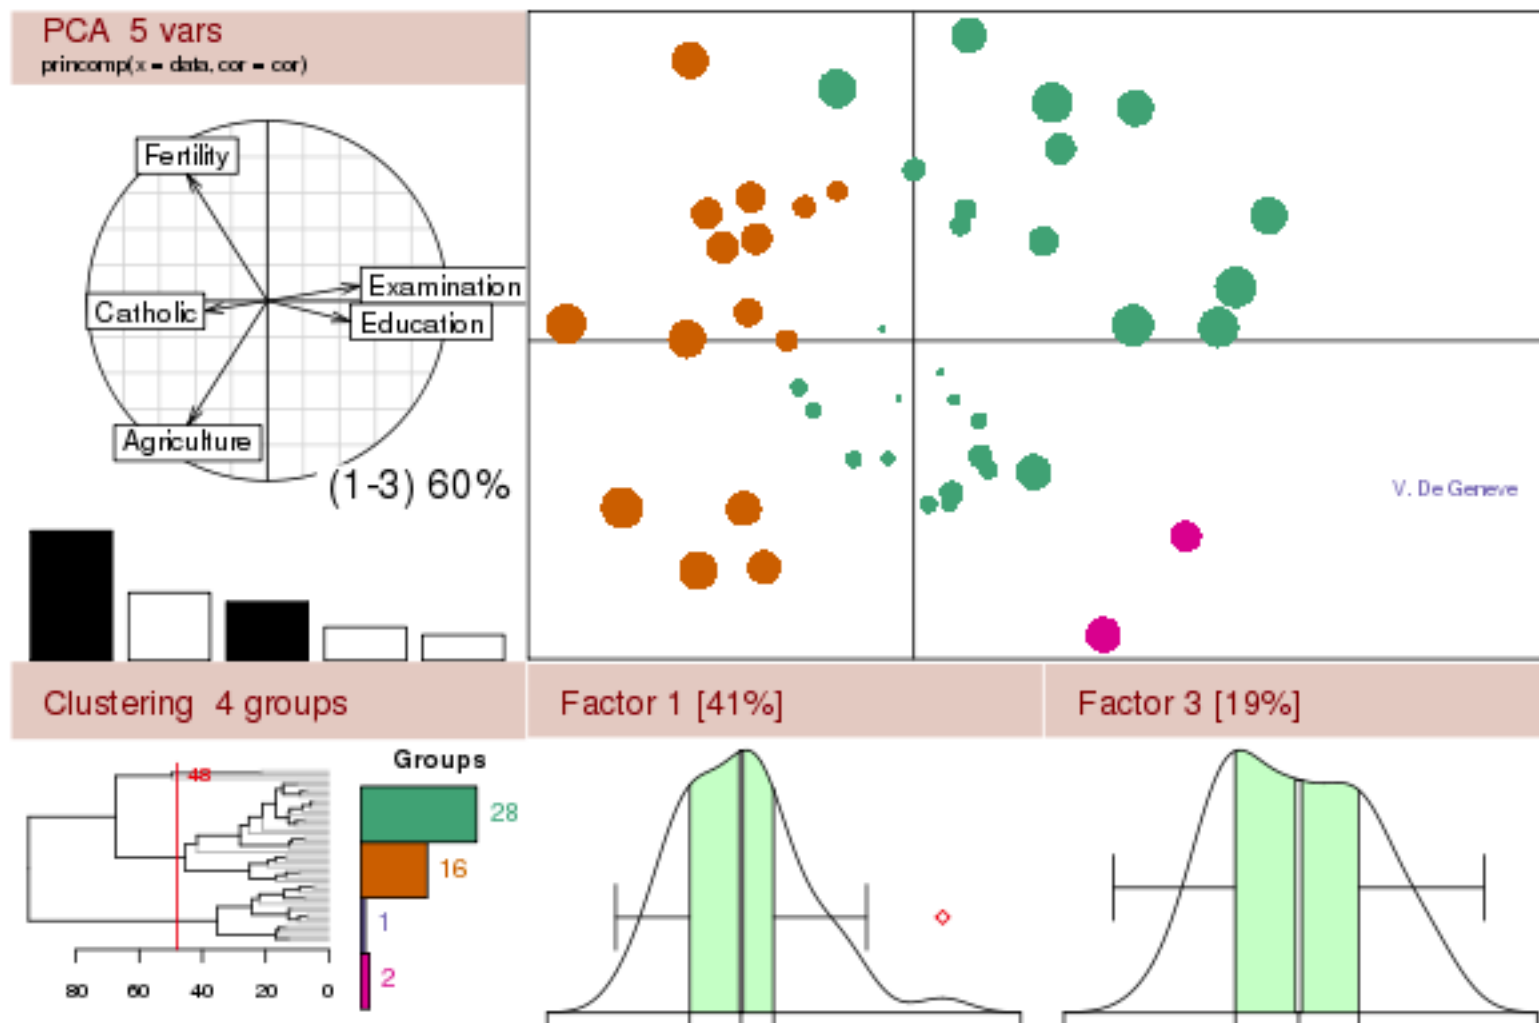 PCA 5 vars
princomp(x = data, cor = cor)
Fertility
Examination
Catholic
Education
Agriculture
(1-3) 60%
V. De Geneve
Clustering 4 groups
Factor 1 [41%]
Factor 3 [19%]
48
Groups
28
16
1
2
80 60 40 20 0